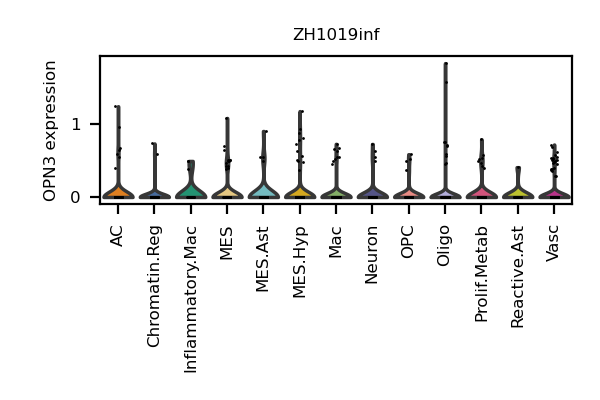 ZH1019inf
OPN3 expression
1
0
AC
Chromatin.Reg
Inflammatory.Mac
MES
MES.Ast
MES.Hyp
Mac
Neuron
OPC
Oligo
Prolif.Metab
Reactive.Ast
Vasc